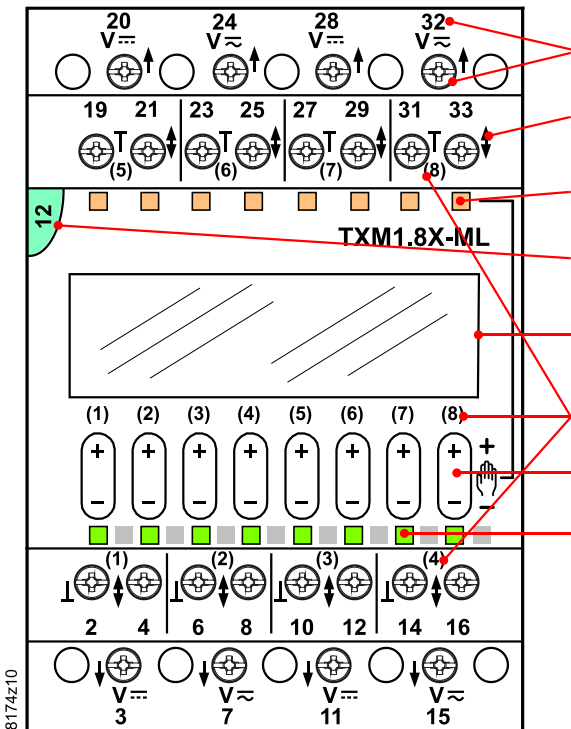 20 24 28 32
V⎓ V≂ V⎓ V≂
19 21 23 25 27 29 31 33
(5) (6) (7) (8)
12
TXM1.8X-ML
(1) (2) (3) (4) (5) (6) (7) (8)
+ + + + + + + + +
– – – – – – – – –
(1) (2) (3) (4)
2 4 6 8 10 12 14 16
V⎓ V≂ V⎓ V≂
3 7 11 15
8174z10